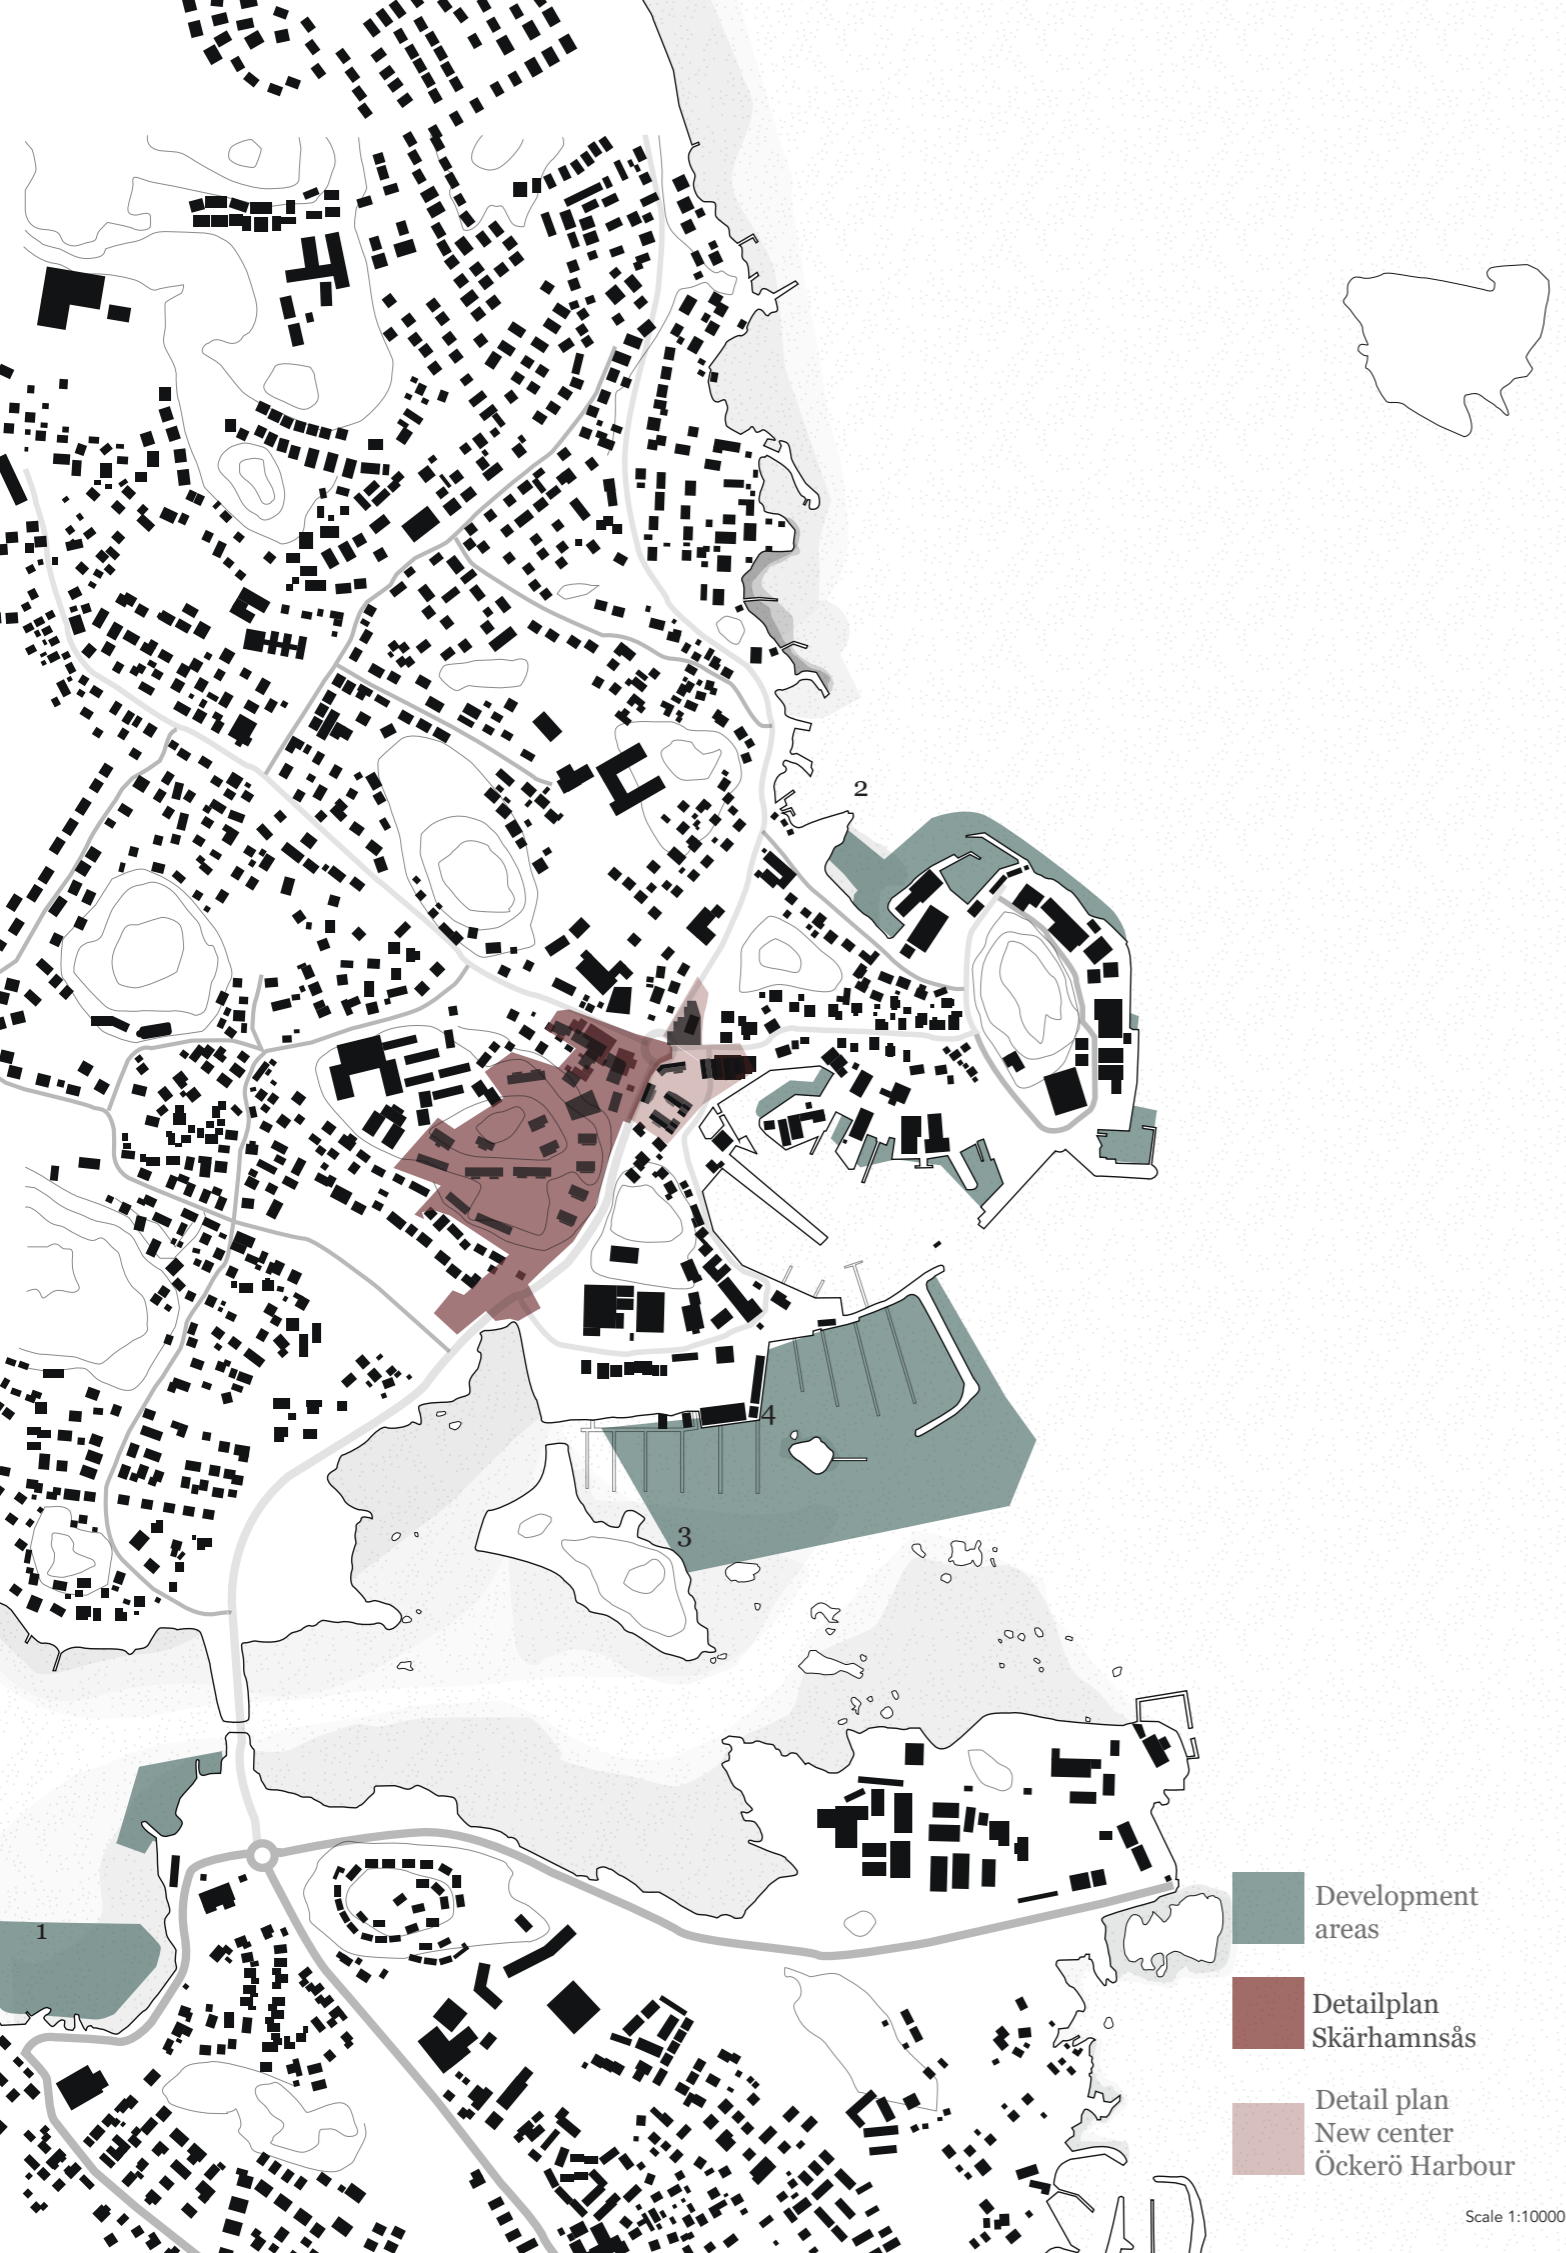 2
4
3
1
Development
areas
Detailplan
Skärhamnsås
Detail plan
New center
Öckerö Harbour
Scale 1:10000